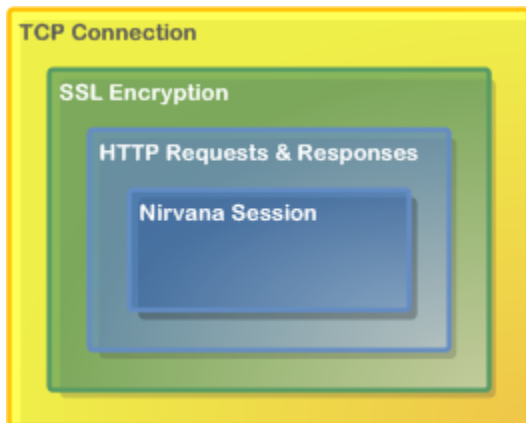 TCP Connection
SSL Encryption
HTTP Requests & Responses
Nirvana Session